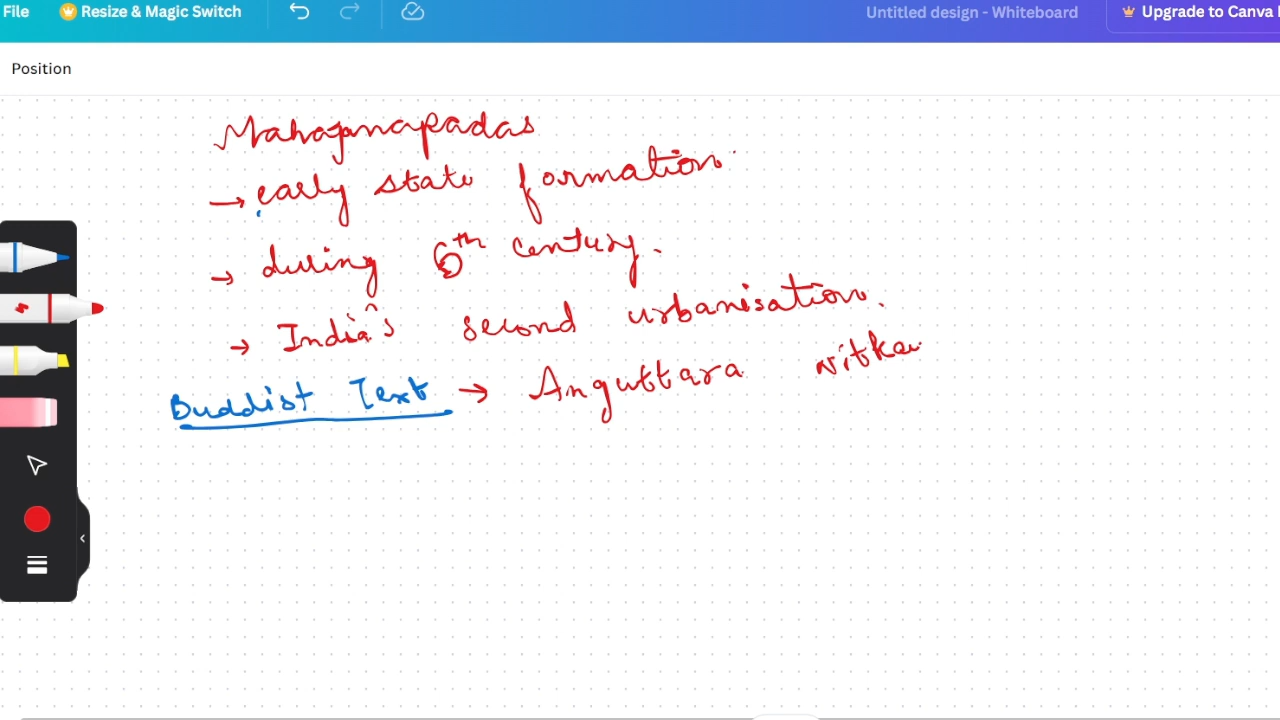 File Resize & Magic Switch Untitled design - Whiteboard Upgrade to Canva
Position
Mahajanapadas
→ early state formation.
→ during 6th century.
→ India's second urbanisation.
Buddist Text → Anguttara